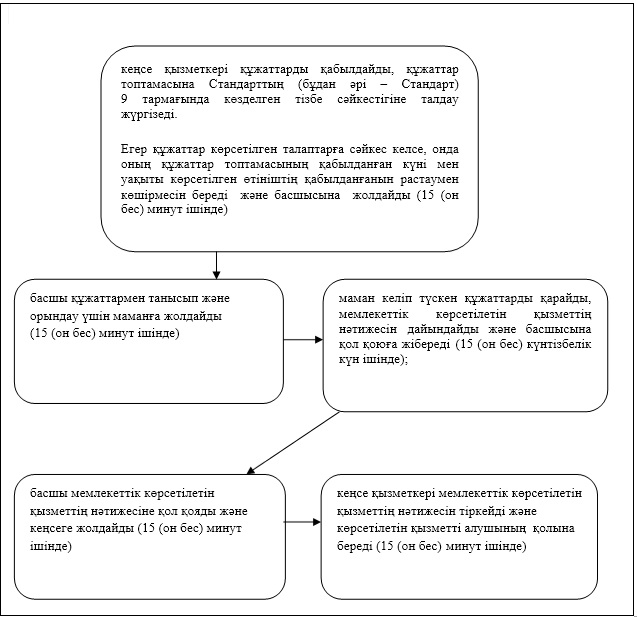 кеңсе қызметкері құжаттарды қабылдайды, құжаттар
топтамасына Стандарттың (бұдан әрі – Стандарт)
9 тармағында көзделген тізбе сәйкестігіне талдау
жүргізеді.
Егер құжаттар көрсетілген талаптарға сәйкес келсе, онда
оның құжаттар топтамасының қабылданған күні мен
уақыты көрсетілген өтініштің қабылданғанын растаумен
көшірмесін береді және басшысына жолдайды (15 (он
бес) минут ішінде)
басшы құжаттармен танысып және
орындау үшін маманға жолдайды
(15 (он бес) минут ішінде)
маман келіп түскен құжаттарды қарайды,
мемлекеттік көрсетілетін қызметтің
нәтижесін дайындайды және басшысына
қол қоюға жібереді (15 (он бес) күнтізбелік
күн ішінде);
басшы мемлекеттік көрсетілетін
қызметтің нәтижесіне қол қояды және
кеңсеге жолдайды (15 (он бес) минут
ішінде)
кеңсе қызметкері мемлекеттік көрсетілетін
қызметтің нәтижесін тіркейді және
көрсетілетін қызметті алушының қолына
береді (15 (он бес) минут ішінде)